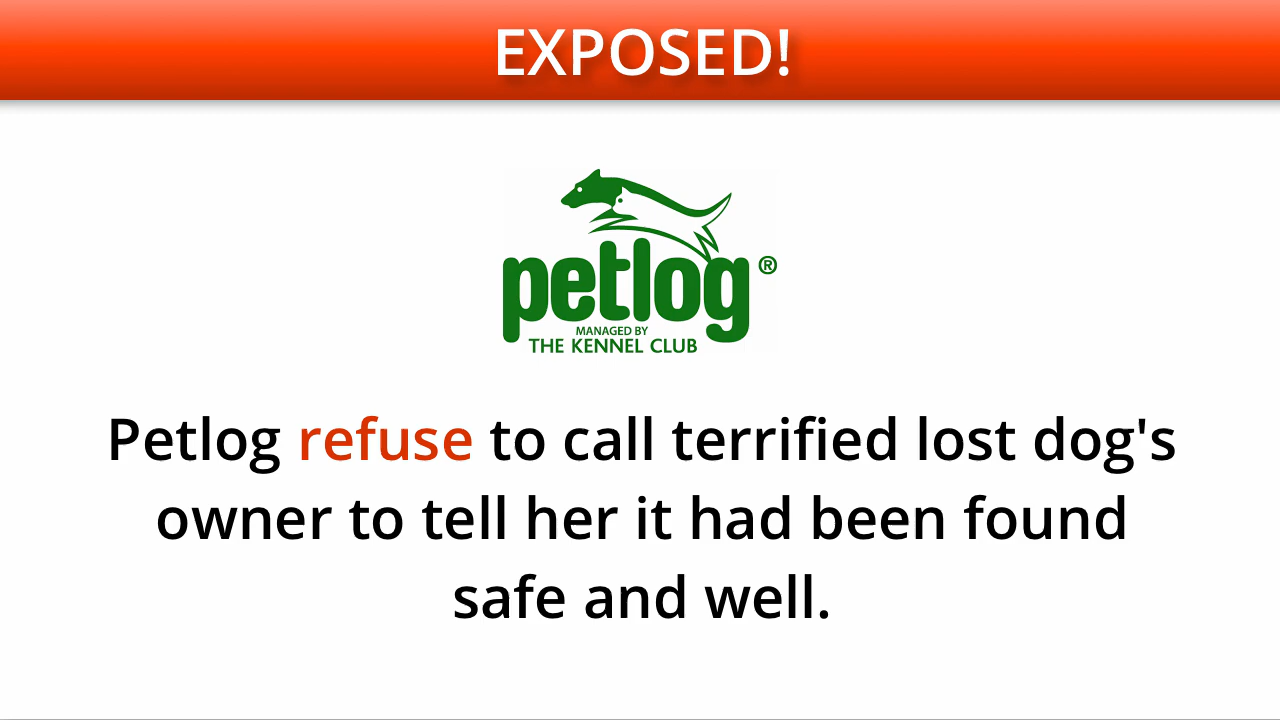 EXPOSED!
petlog®
MANAGED BY
THE KENNEL CLUB
Petlog refuse to call terrified lost dog's
owner to tell her it had been found
safe and well.